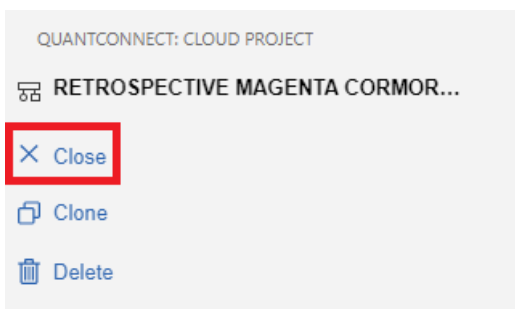 QUANTCONNECT: CLOUD PROJECT
RETROSPECTIVE MAGENTA CORMOR...
Close
Clone
Delete